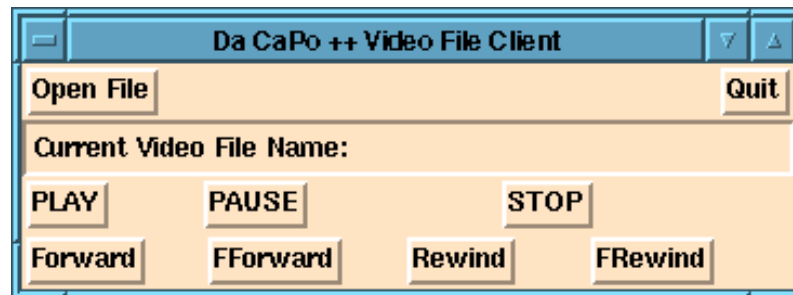 Da CaPo ++ Video File Client
Open File Quit
Current Video File Name:
PLAY PAUSE STOP
Forward FForward Rewind FRewind